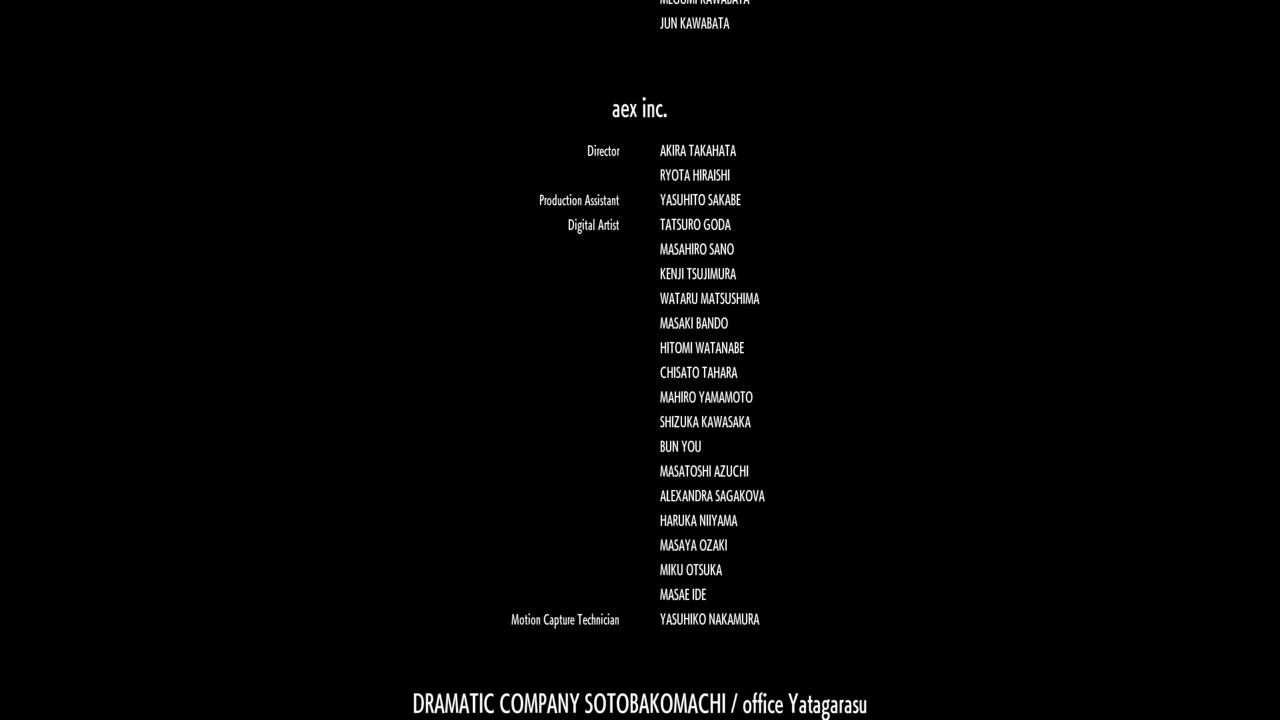 MEGUMI KAWABATA
JUN KAWABATA
aex inc.
Director AKIRA TAKAHATA
RYOTA HIRAISHI
Production Assistant YASUHITO SAKABE
Digital Artist TATSURO GODA
MASAHIRO SANO
KENJI TSUJIMURA
WATARU MATSUSHIMA
MASAKI BANDO
HITOMI WATANABE
CHISATO TAHARA
MAHIRO YAMAMOTO
SHIZUKA KAWASAKA
BUN YOU
MASATOSHI AZUCHI
ALEXANDRA SAGAKOVA
HARUKA NIIYAMA
MASAYA OZAKI
MIKU OTSUKA
MASAE IDE
Motion Capture Technician YASUHIKO NAKAMURA
DRAMATIC COMPANY SOTOBAKOMACHI / office Yatagarasu